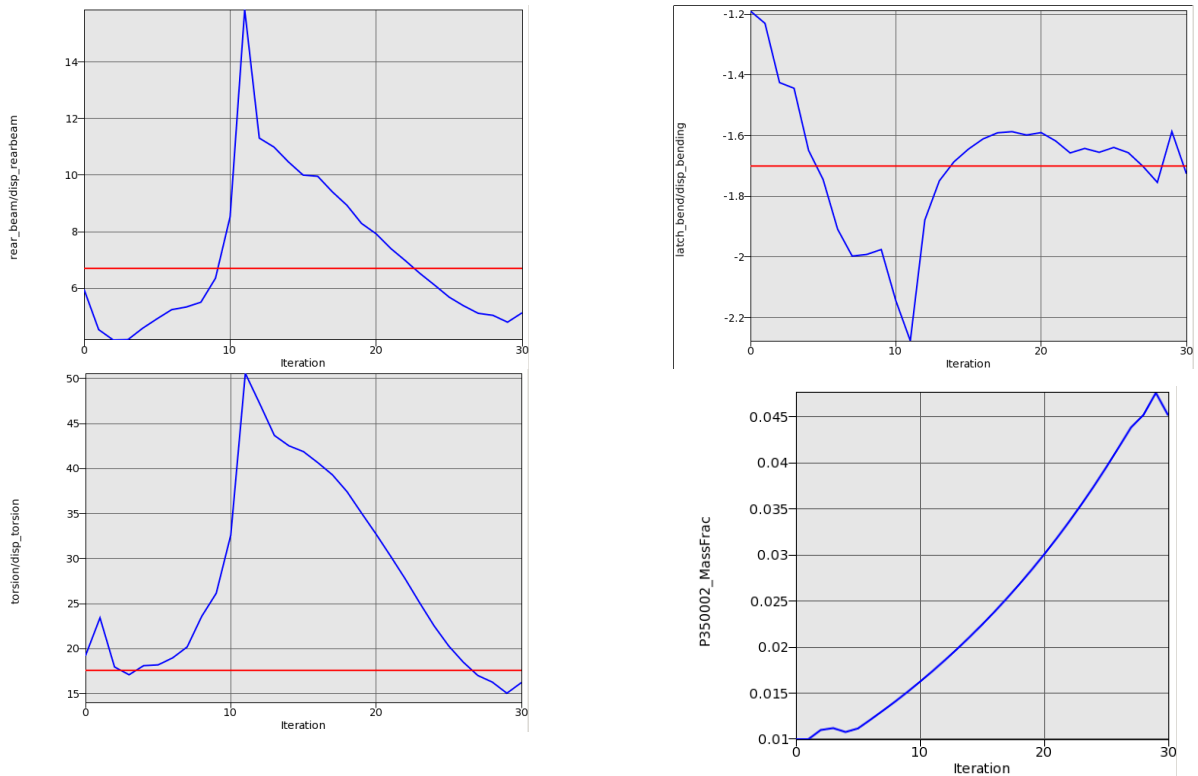 rear_beam/disp_rearbeam
14
12
10
8
6
0 10 20 30
Iteration
latch_bend/disp_bending
-1.2
-1.4
-1.6
-1.8
-2
-2.2
0 10 20 30
Iteration
torsion/disp_torsion
50
45
40
35
30
25
20
15
0 10 20 30
Iteration
P350002_MassFrac
0.045
0.04
0.035
0.03
0.025
0.02
0.015
0.01
0 10 20 30
Iteration